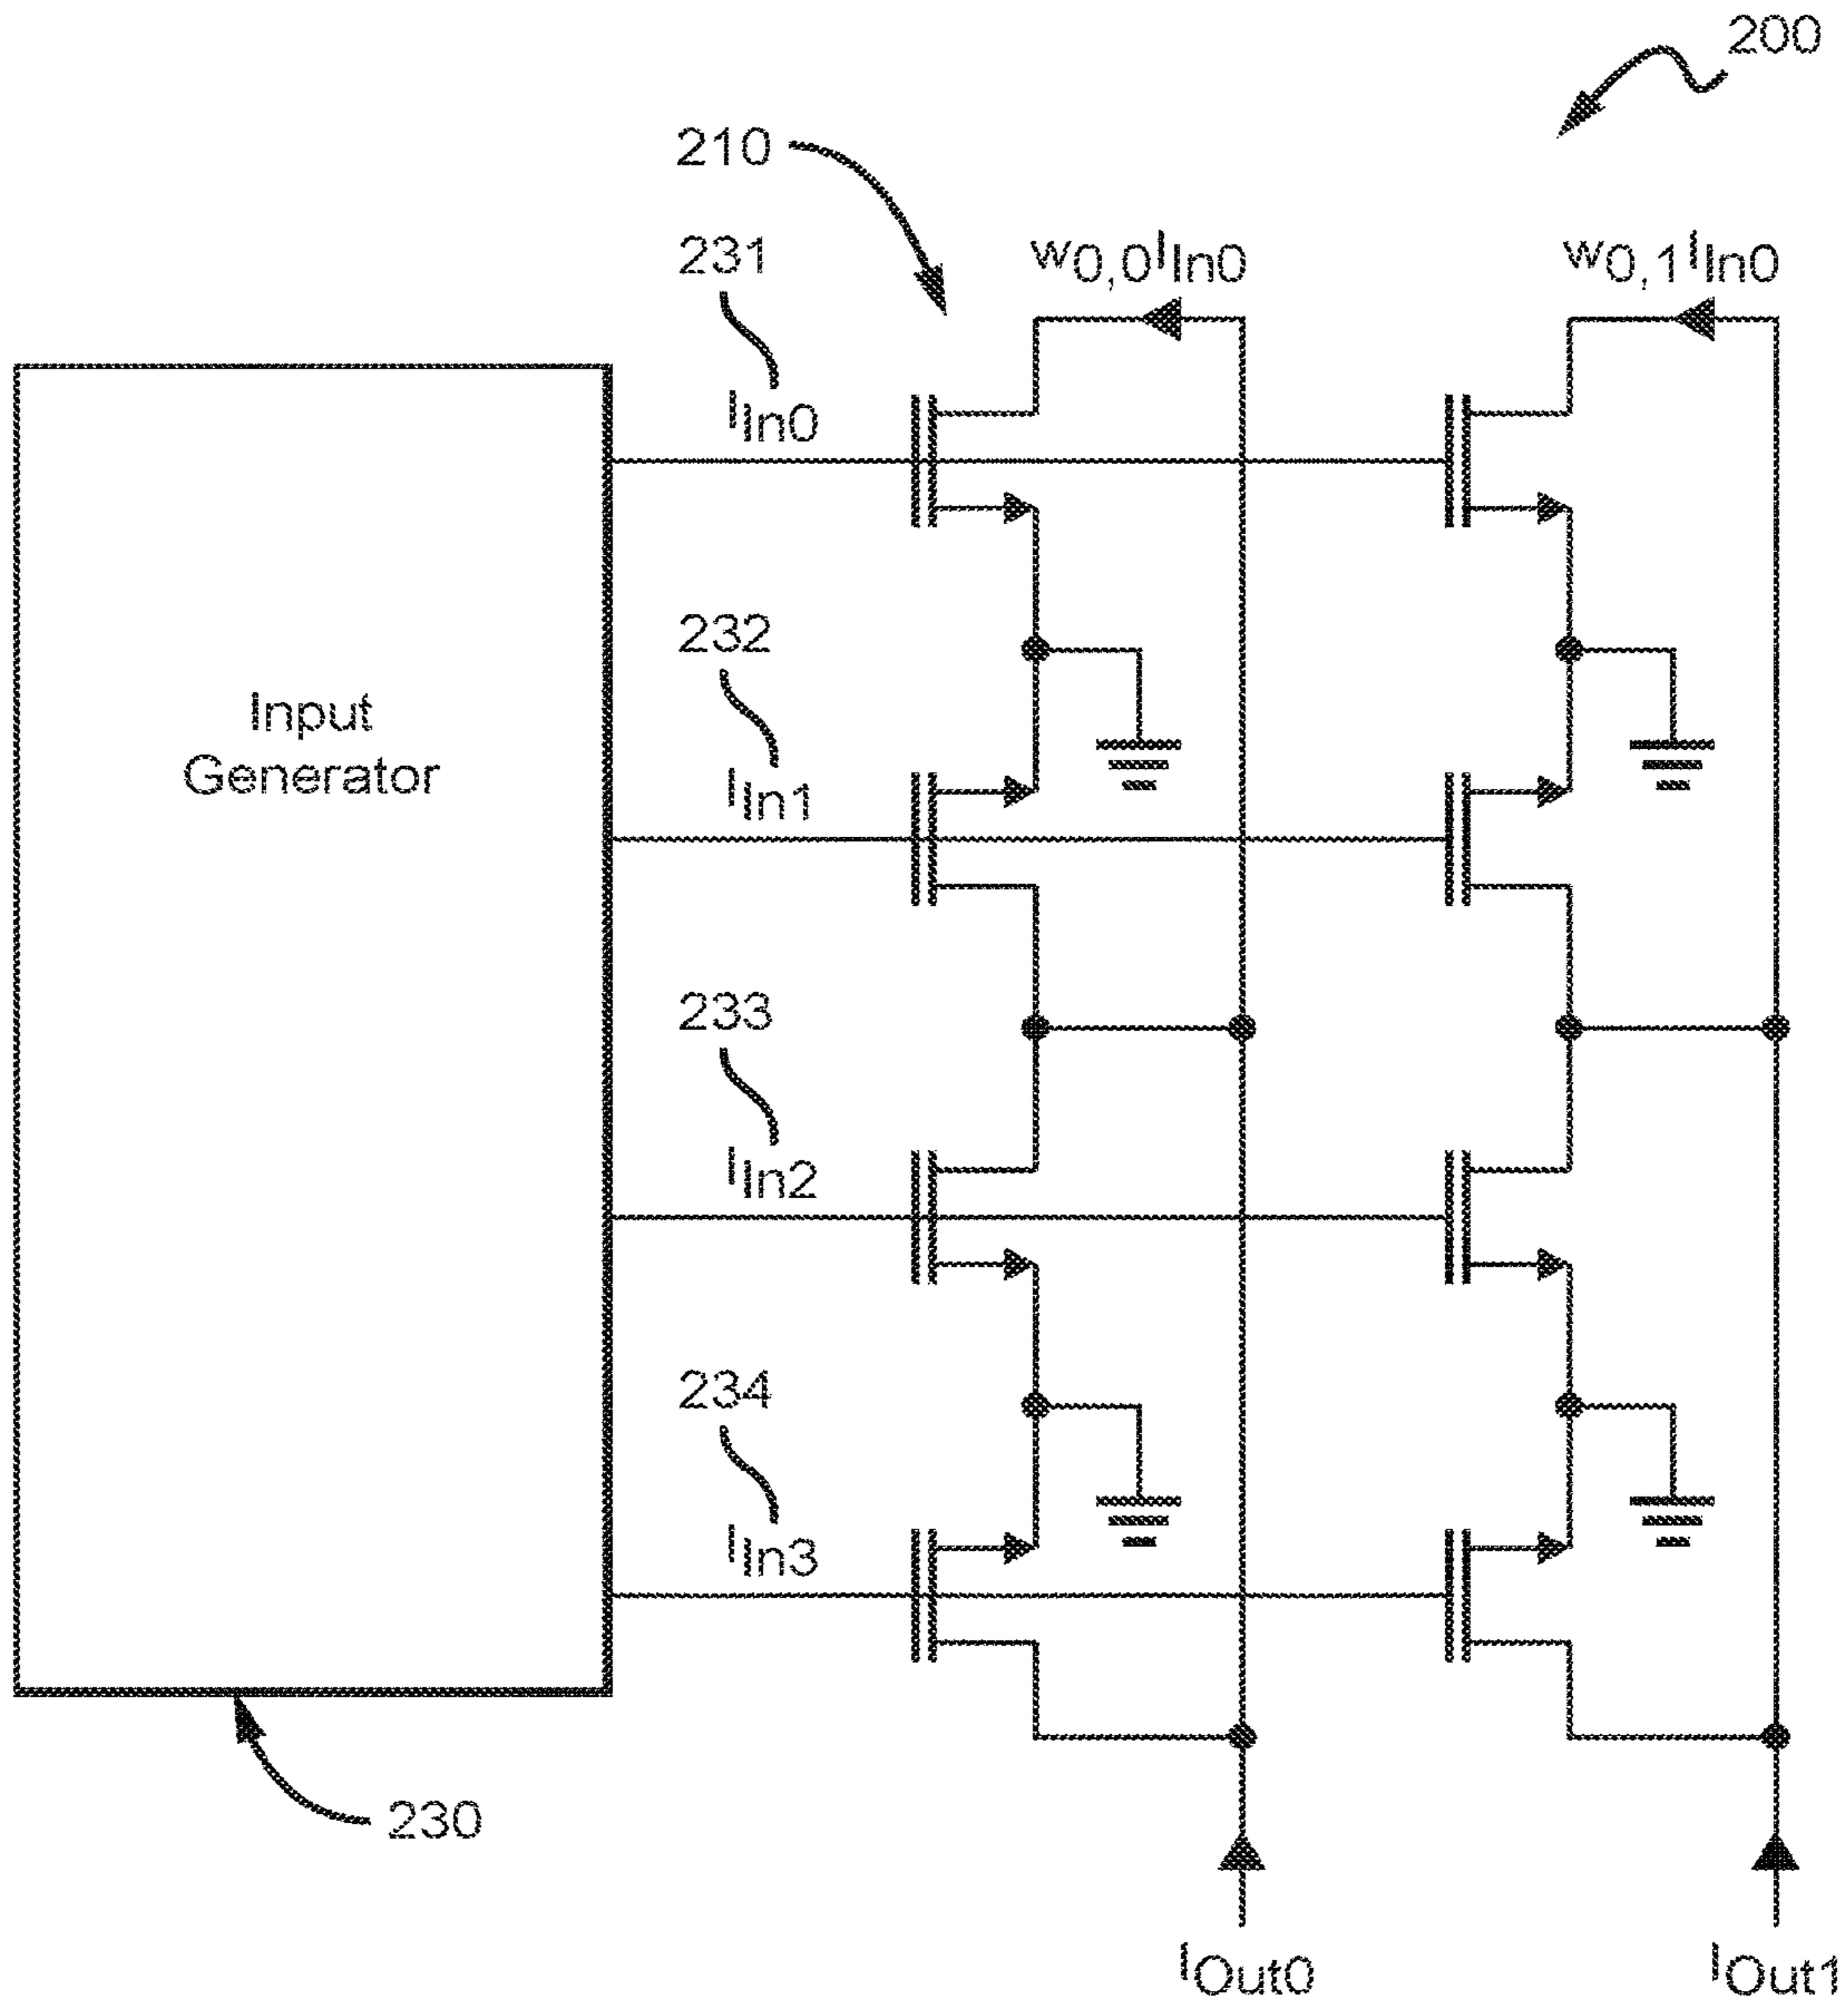 200
210
231
w0,0IIn0
w0,1IIn0
IIn0
232
Input
Generator
IIn1
233
IIn2
234
IIn3
230
IOut0
IOut1